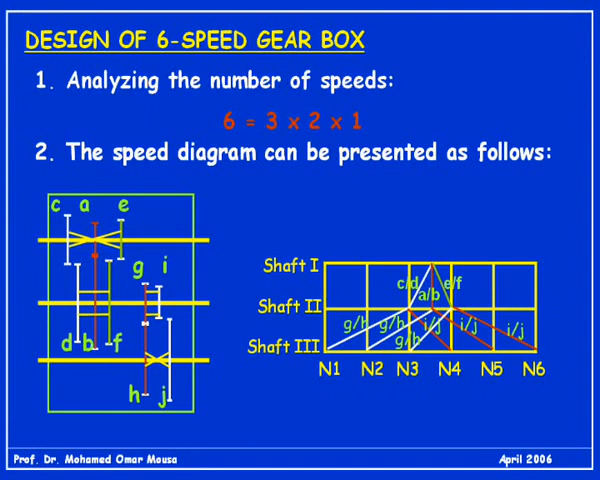 DESIGN OF 6-SPEED GEAR BOX
1. Analyzing the number of speeds:
6 = 3 x 2 x 1
2. The speed diagram can be presented as follows:
c a e
g i
d b f
h j
Shaft I
c/d e/f
a/b
Shaft II
g/h g/h i/j i/j i/j
g/h
Shaft III
N1 N2 N3 N4 N5 N6
Prof. Dr. Mohamed Omar Mousa April 2006